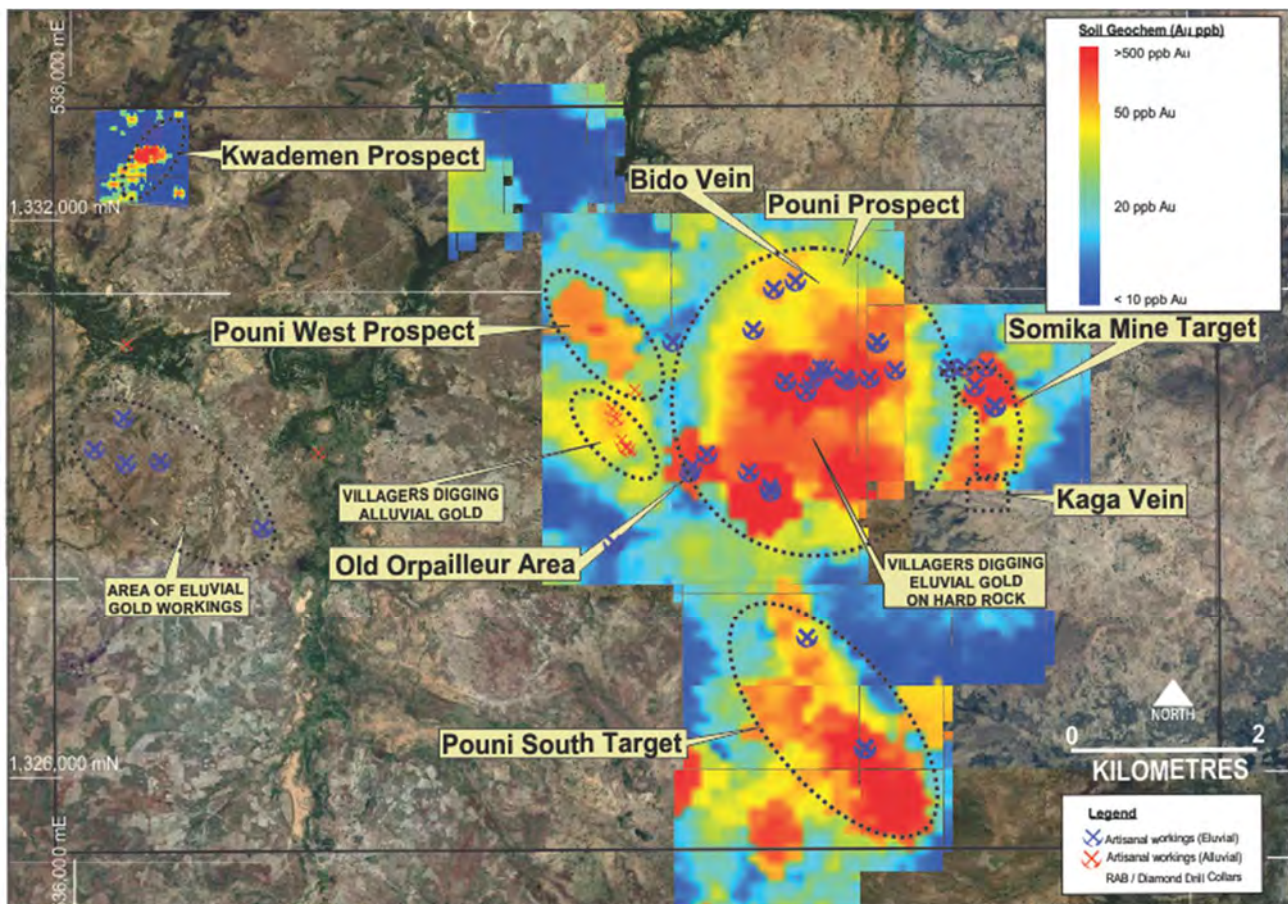 538,000 mE
Soil Geochem (Au ppb)
>500 ppb Au
50 ppb Au
20 ppb Au
< 10 ppb Au
Kwademen Prospect
1,332,000 mN
Bido Vein
Pouni Prospect
Pouni West Prospect
Somika Mine Target
VILLAGERS DIGGING
ALLUVIAL GOLD
Kaga Vein
Old Orpailleur Area
AREA OF ELUVIAL
GOLD WORKINGS
VILLAGERS DIGGING
ELUVIAL GOLD
ON HARD ROCK
Pouni South Target
1,326,000 mN
NORTH
0 2
KILOMETRES
36,000 mE
Legend
Artisanal workings (Eluvial)
Artisanal workings (Alluvial)
RAB / Diamond Drill Collars